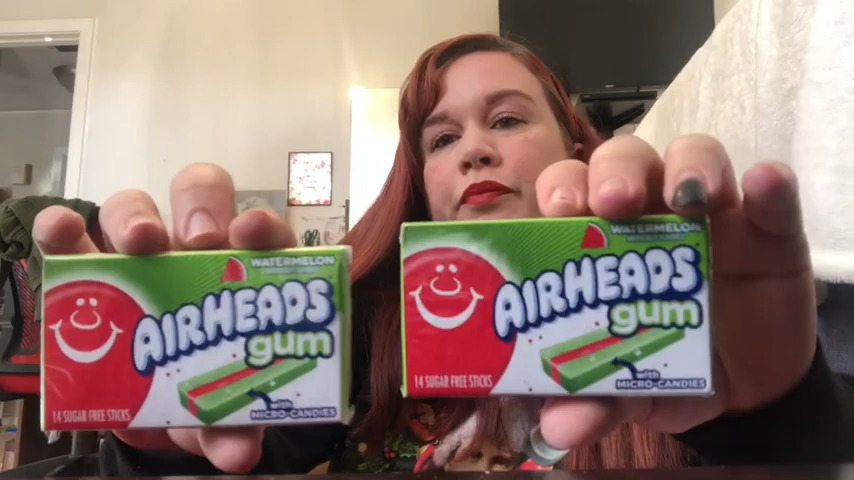 WATERMELON
AIRHEADS
gum
with
MICRO-CANDIES
14 SUGAR FREE STICKS
WATERMELON
AIRHEADS
gum
with
MICRO-CANDIES
14 SUGAR FREE STICKS